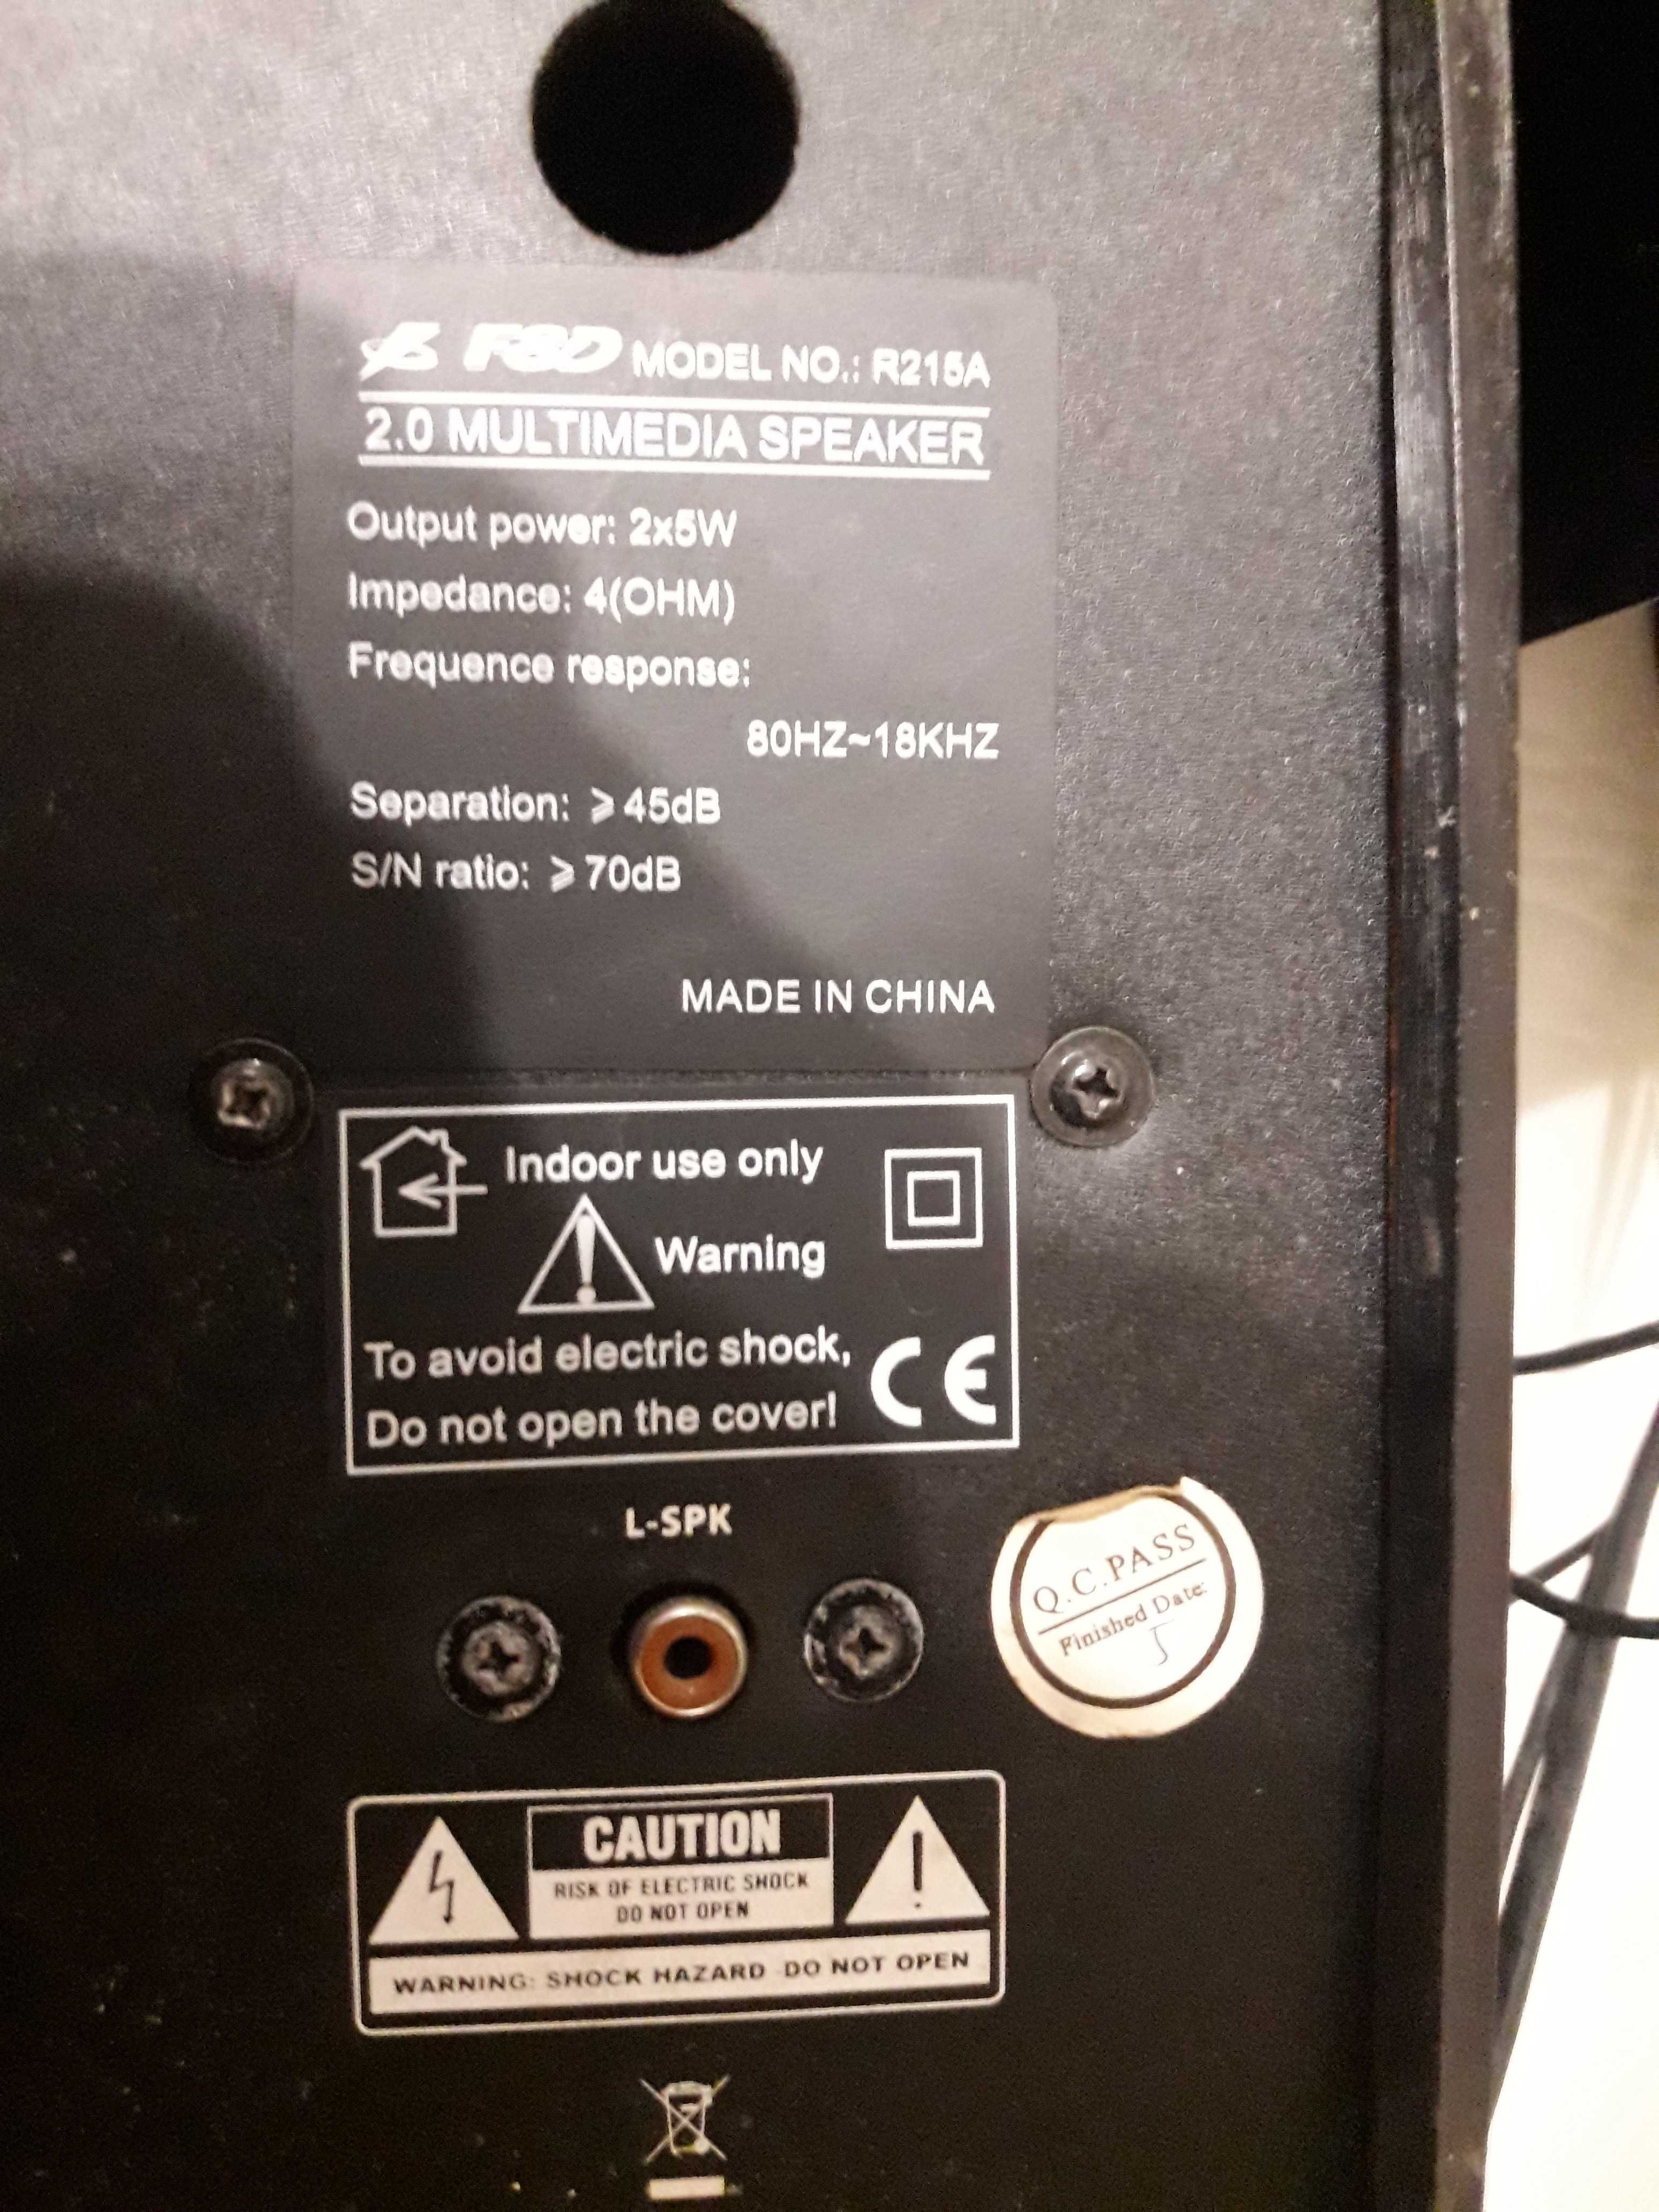 F&D MODEL NO.: R215A
2.0 MULTIMEDIA SPEAKER
Output power: 2x5W
Impedance: 4(OHM)
Frequence response:
80HZ~18KHZ
Separation: ⩾45dB
S/N ratio: ⩾70dB
MADE IN CHINA
Indoor use only
Warning
To avoid electric shock,
Do not open the cover!
CE
L-SPK
Q.C.PASS
Finished Date:
5
CAUTION
RISK OF ELECTRIC SHOCK
DO NOT OPEN
WARNING: SHOCK HAZARD DO NOT OPEN